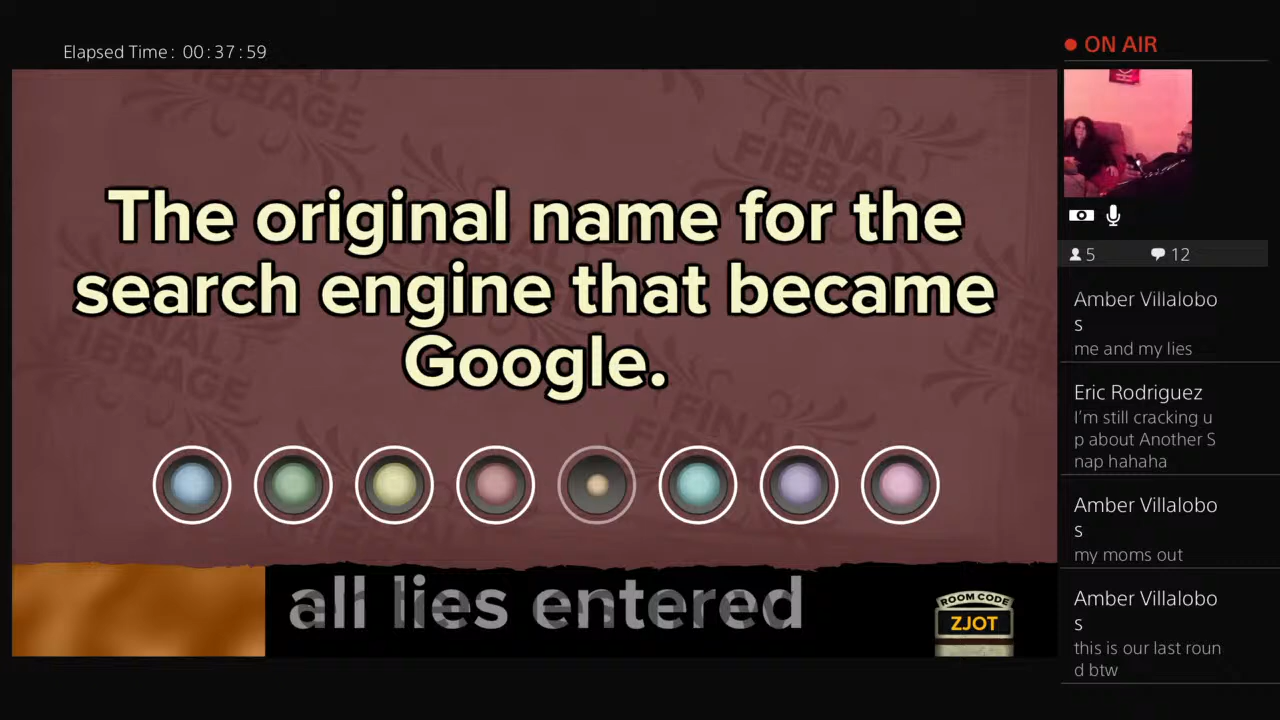 Elapsed Time: 00:37:59
ON AIR
FINAL FIBBAGE
The original name for the
search engine that became
Google.
all lies entered
ROOM CODE
ZJOT
5
12
Amber Villalobo
s
me and my lies
Eric Rodriguez
I'm still cracking u
p about Another S
nap hahaha
Amber Villalobo
s
my moms out
Amber Villalobo
s
this is our last roun
d btw